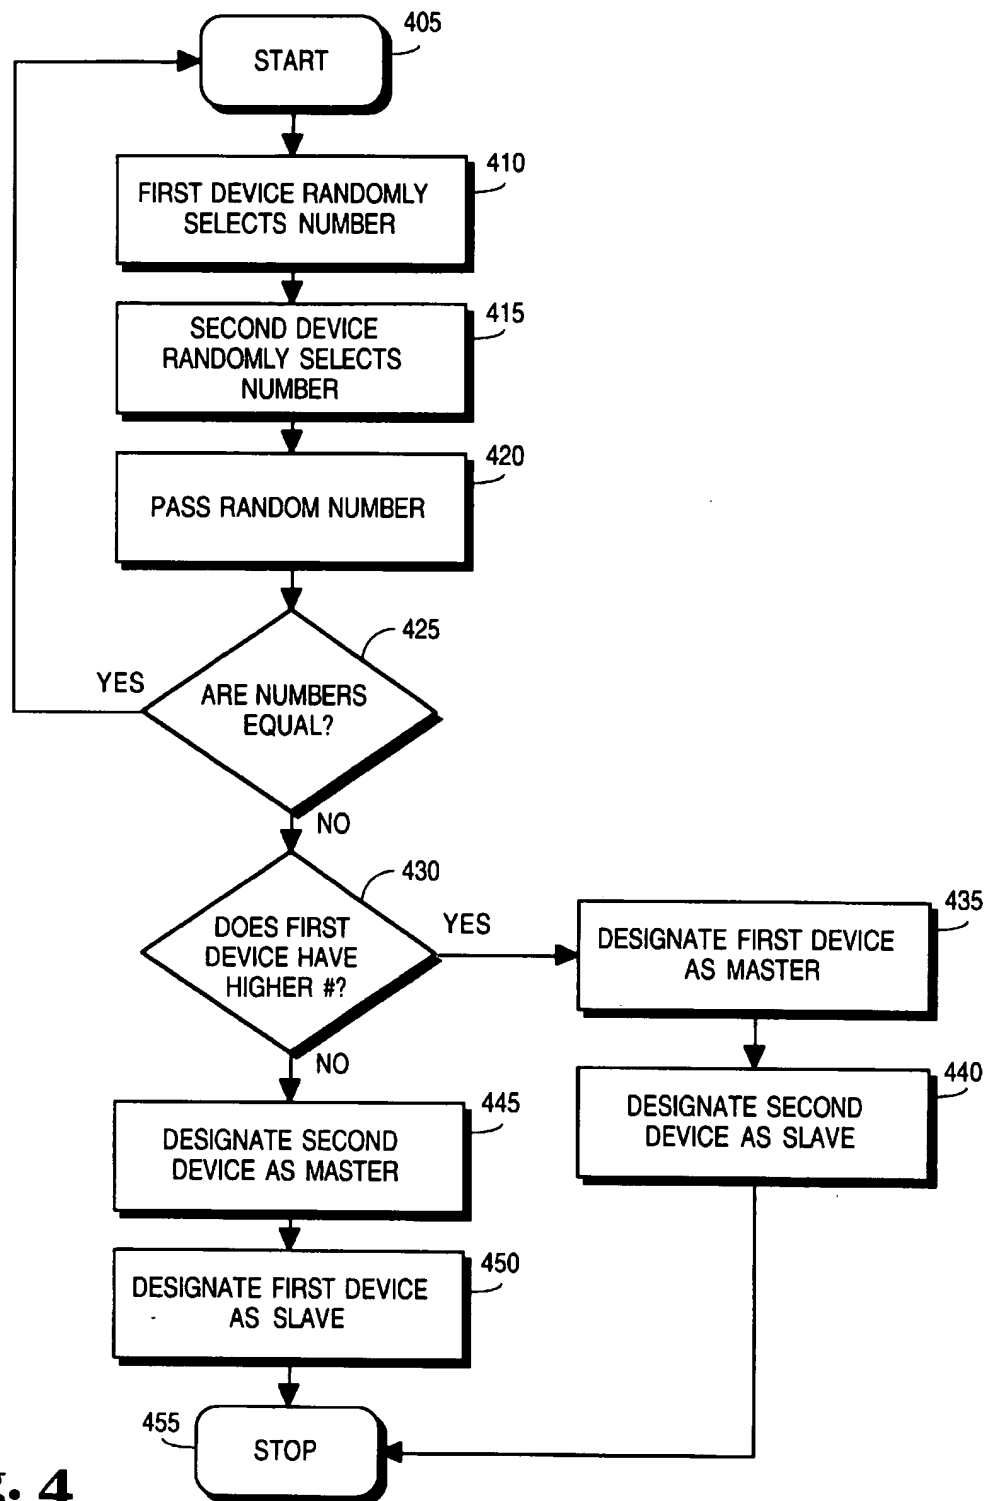 405
START
410
FIRST DEVICE RANDOMLY
SELECTS NUMBER
415
SECOND DEVICE
RANDOMLY SELECTS
NUMBER
420
PASS RANDOM NUMBER
425
YES
ARE NUMBERS
EQUAL?
NO
430
DOES FIRST
DEVICE HAVE
HIGHER #?
YES
435
DESIGNATE FIRST DEVICE
AS MASTER
NO
440
DESIGNATE SECOND
DEVICE AS SLAVE
445
DESIGNATE SECOND
DEVICE AS MASTER
450
DESIGNATE FIRST DEVICE
AS SLAVE
455
STOP
g. 4